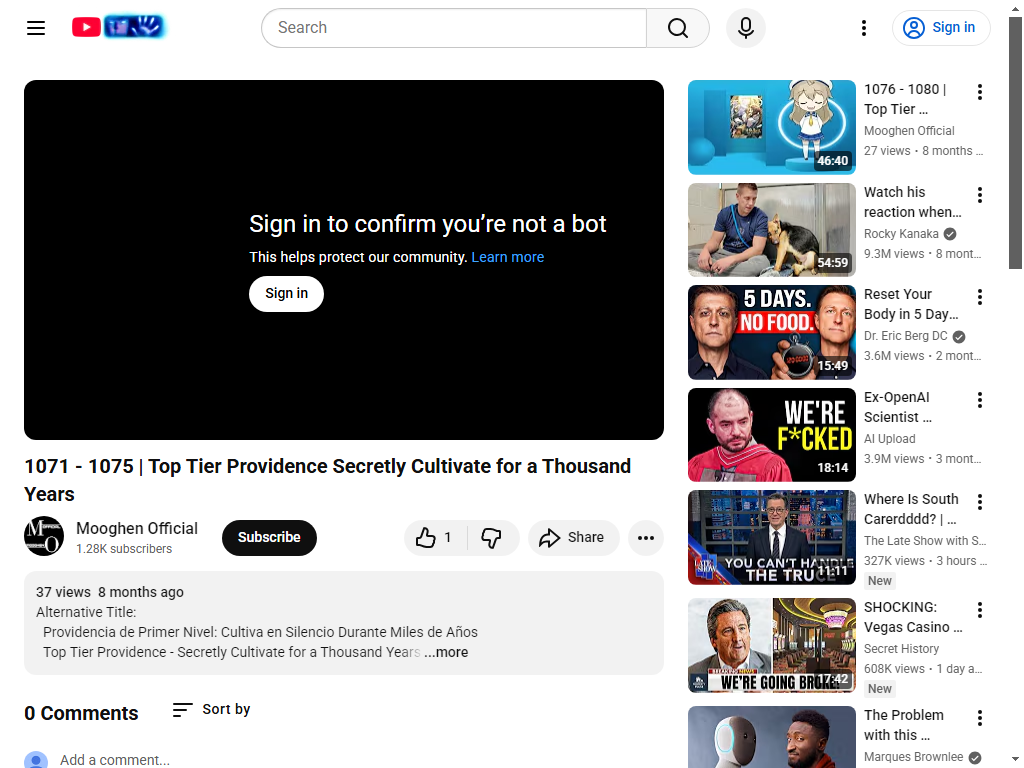 Search
Sign in
Sign in to confirm you’re not a bot
This helps protect our community. Learn more
Sign in
1071 - 1075 | Top Tier Providence Secretly Cultivate for a Thousand
Years
Mooghen Official
1.28K subscribers
Subscribe
1
Share
37 views 8 months ago
Alternative Title:
Providencia de Primer Nivel: Cultiva en Silencio Durante Miles de Años
Top Tier Providence - Secretly Cultivate for a Thousand Years ...more
0 Comments
Sort by
Add a comment...
46:40
1076 - 1080 |
Top Tier ...
Mooghen Official
27 views • 8 months ...
54:59
Watch his
reaction when...
Rocky Kanaka
9.3M views • 8 mont...
5 DAYS.
NO FOOD.
15:49
Reset Your
Body in 5 Day...
Dr. Eric Berg DC
3.6M views • 2 mont...
WE'RE
F*CKED
18:14
Ex-OpenAI
Scientist ...
AI Upload
3.9M views • 3 mont...
YOU CAN'T HANDLE
THE TRUCE
11:11
Where Is South
Carerdddd? | ...
The Late Show with S...
327K views • 3 hours ...
New
BREAKING NEWS
WE'RE GOING BROKE!
17:42
SHOCKING:
Vegas Casino ...
Secret History
608K views • 1 day a...
New
The Problem
with this ...
Marques Brownlee